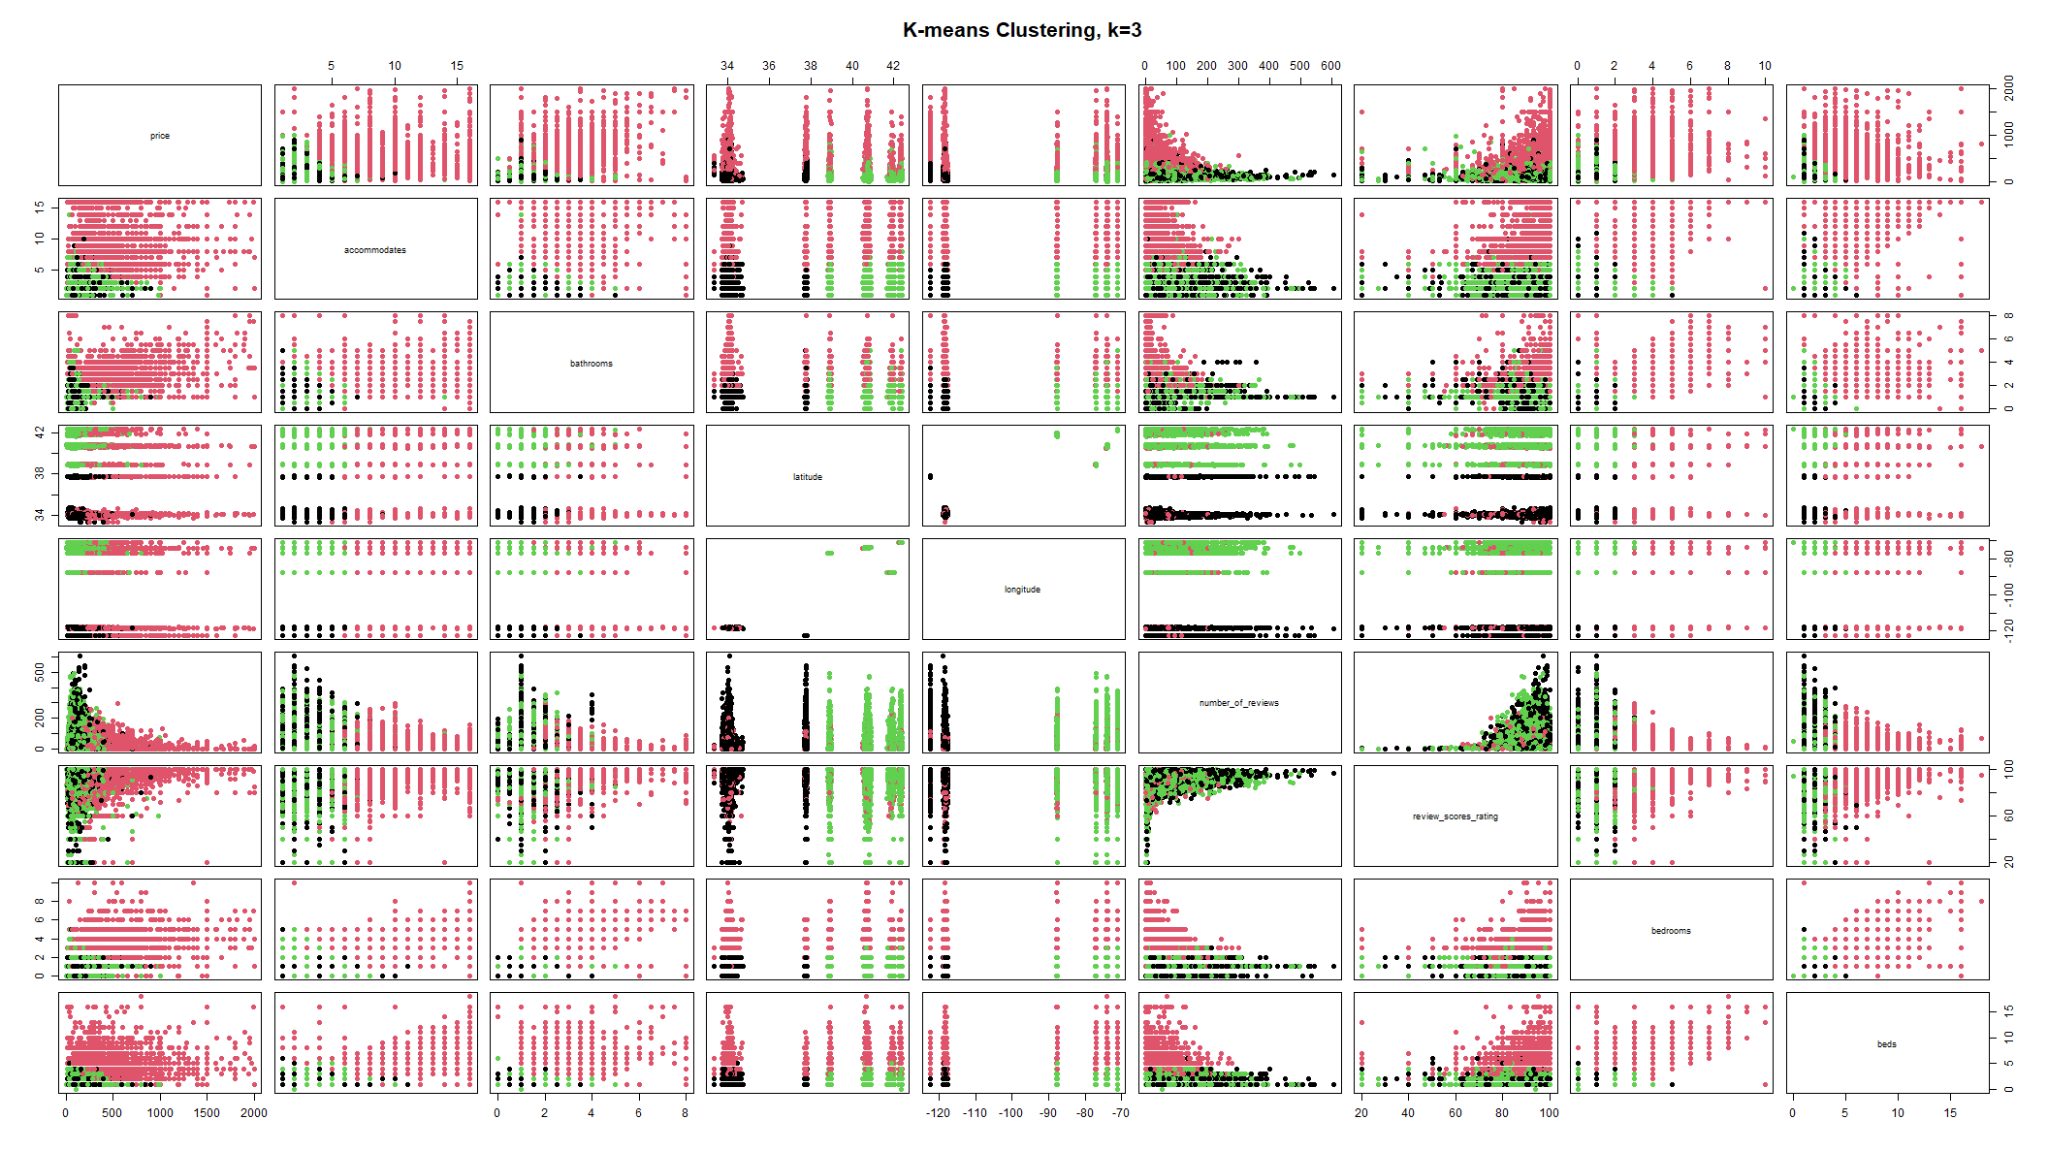 K-means Clustering, k=3
5 10 15 34 36 38 40 42 0 100 200 300 400 500 600 0 2 4 6 8 10
price
0 1000 2000
5 10 15
accommodates
bathrooms
0 2 4 6 8
34 38 42
latitude
longitude
-120 -100 -80
0 200 500
number_of_reviews
review_scores_rating
20 60 100
0 2 4 6 8
bedrooms
beds
0 5 10 15
0 500 1000 1500 2000 0 2 4 6 8 -120 -110 -100 -90 -80 -70 20 40 60 80 100 0 5 10 15